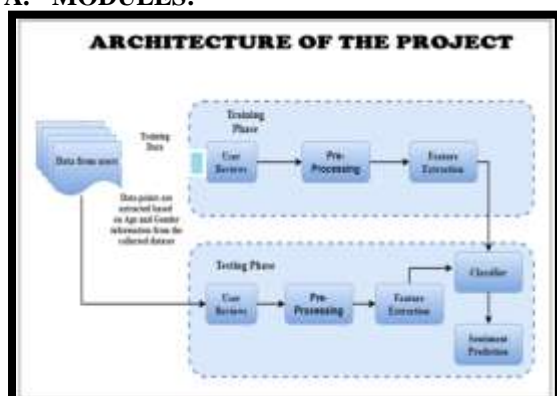 A. MODULES:
ARCHITECTURE OF THE PROJECT
Training
Phase
Training
Data
Data from user
User
Reviews
Pre-
Processing
Feature
Extraction
Data points are
extracted based
on Age and Gender
information from the
collected dataset
Testing Phase
User
Reviews
Pre-
Processing
Feature
Extraction
Classifier
Sentiment
Prediction